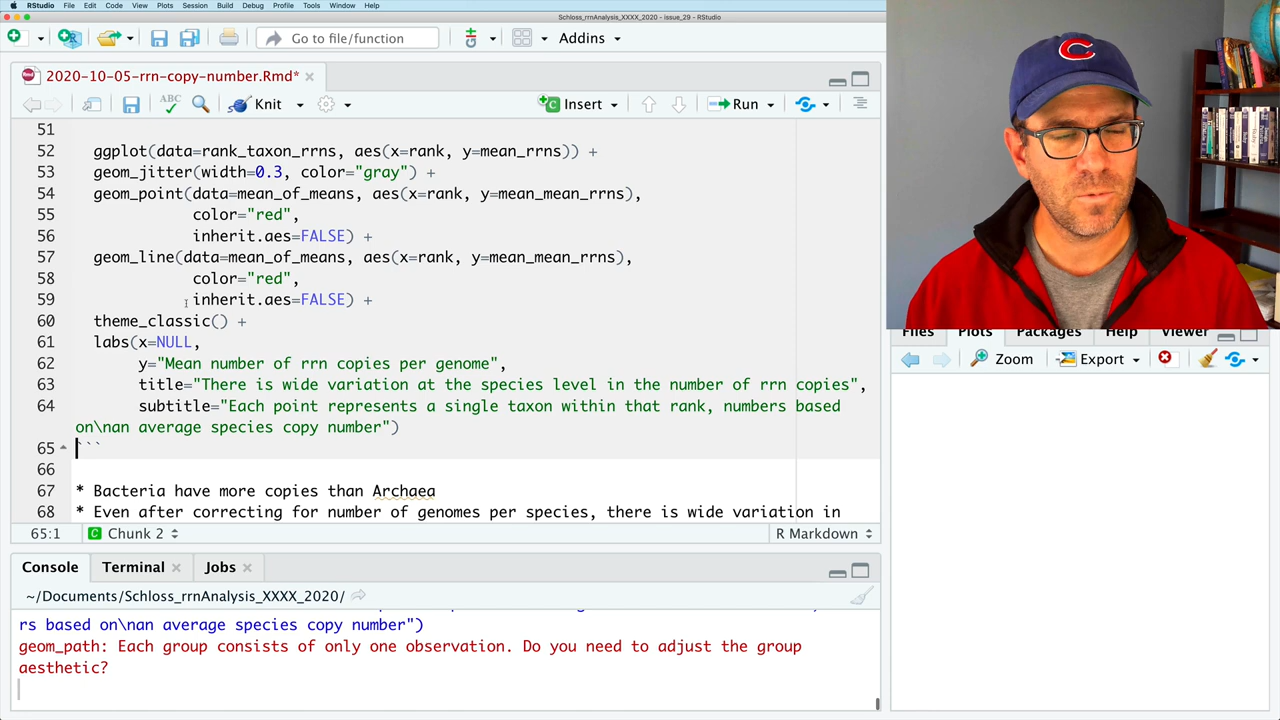 RStudio File Edit Code View Plots Session Build Debug Profile Tools Window Help
Schloss_rrnAnalysis_XXXX_2020 - issue_29 - RStudio
Go to file/function
Addins
2020-10-05-rrn-copy-number.Rmd*
ABC
Knit
Insert
Run
51
52 ggplot(data=rank_taxon_rrns, aes(x=rank, y=mean_rrns)) +
53 geom_jitter(width=0.3, color="gray") +
54 geom_point(data=mean_of_means, aes(x=rank, y=mean_mean_rrns),
55 color="red",
56 inherit.aes=FALSE) +
57 geom_line(data=mean_of_means, aes(x=rank, y=mean_mean_rrns),
58 color="red",
59 inherit.aes=FALSE) +
60 theme_classic() +
61 labs(x=NULL,
62 y="Mean number of rrn copies per genome",
63 title="There is wide variation at the species level in the number of rrn copies",
64 subtitle="Each point represents a single taxon within that rank, numbers based
on\nan average species copy number")
65 ```
66
67 * Bacteria have more copies than Archaea
68 * Even after correcting for number of genomes per species, there is wide variation in
65:1 C Chunk 2 R Markdown
Console Terminal Jobs
~/Documents/Schloss_rrnAnalysis_XXXX_2020/
rs based on\nan average species copy number")
geom_path: Each group consists of only one observation. Do you need to adjust the group
aesthetic?
C
Files Plots Packages Help Viewer
Zoom Export